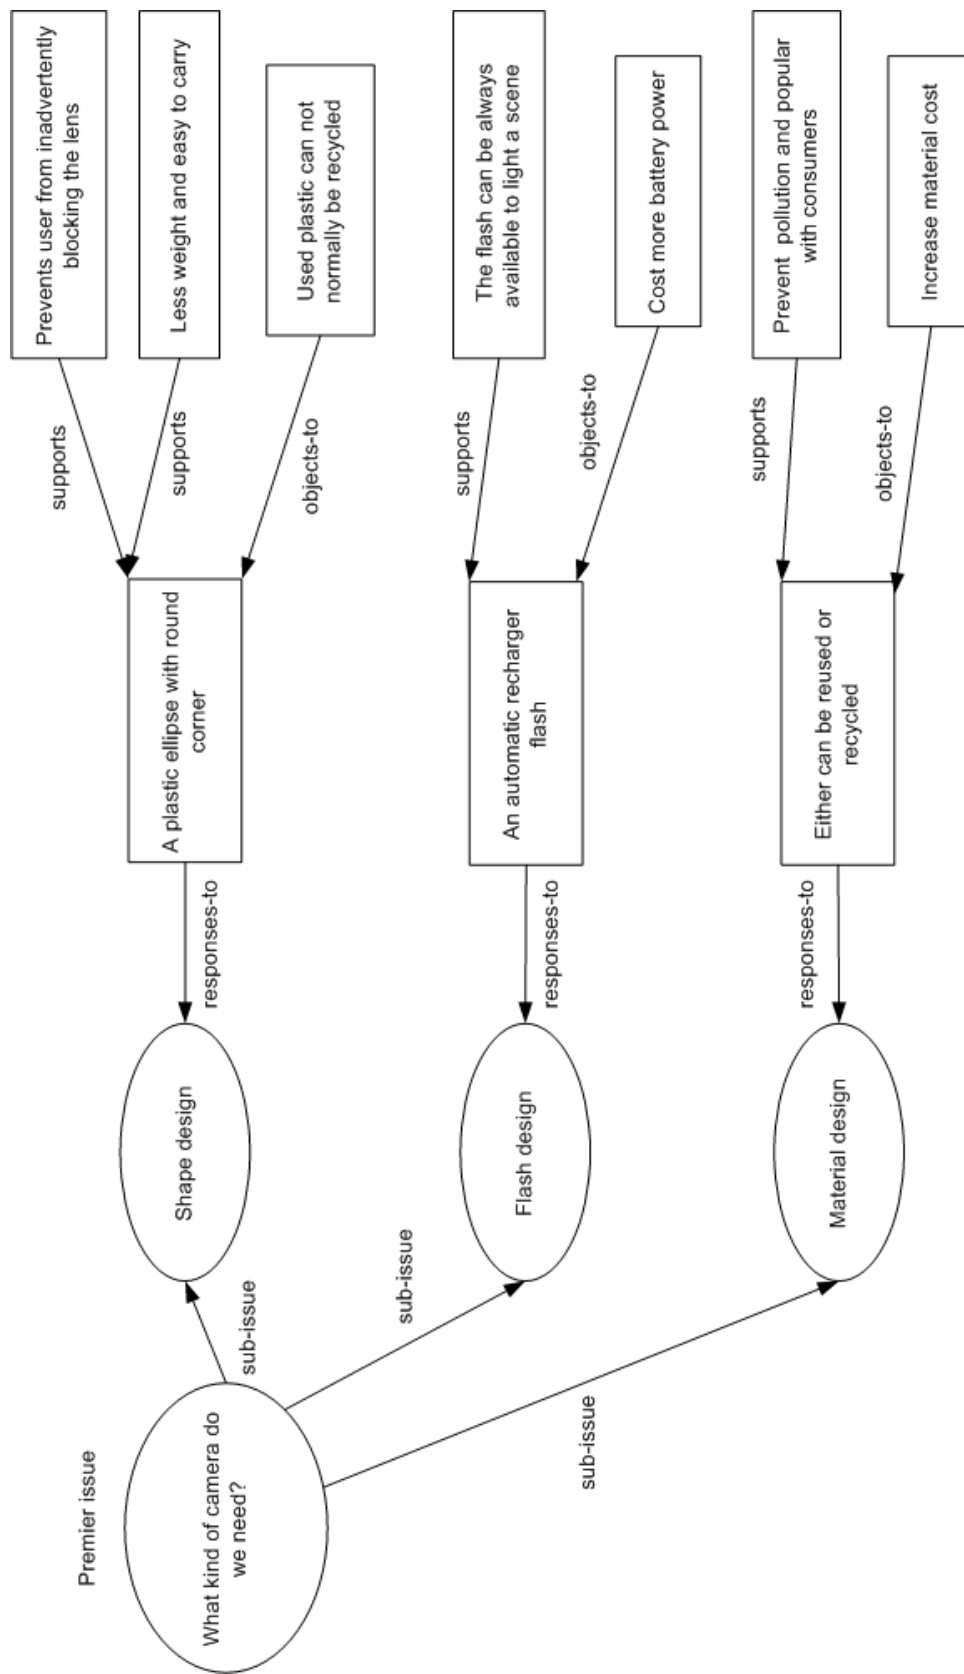 Premier issue
What kind of camera do
we need?
sub-issue
sub-issue
sub-issue
Shape design
Flash design
Material design
responses-to
responses-to
responses-to
A plastic ellipse with round
corner
An automatic recharger
flash
Either can be reused or
recycled
supports
supports
objects-to
supports
objects-to
supports
objects-to
Prevents user from inadvertently
blocking the lens
Less weight and easy to carry
Used plastic can not
normally be recycled
The flash can be always
available to light a scene
Cost more battery power
Prevent pollution and popular
with consumers
Increase material cost